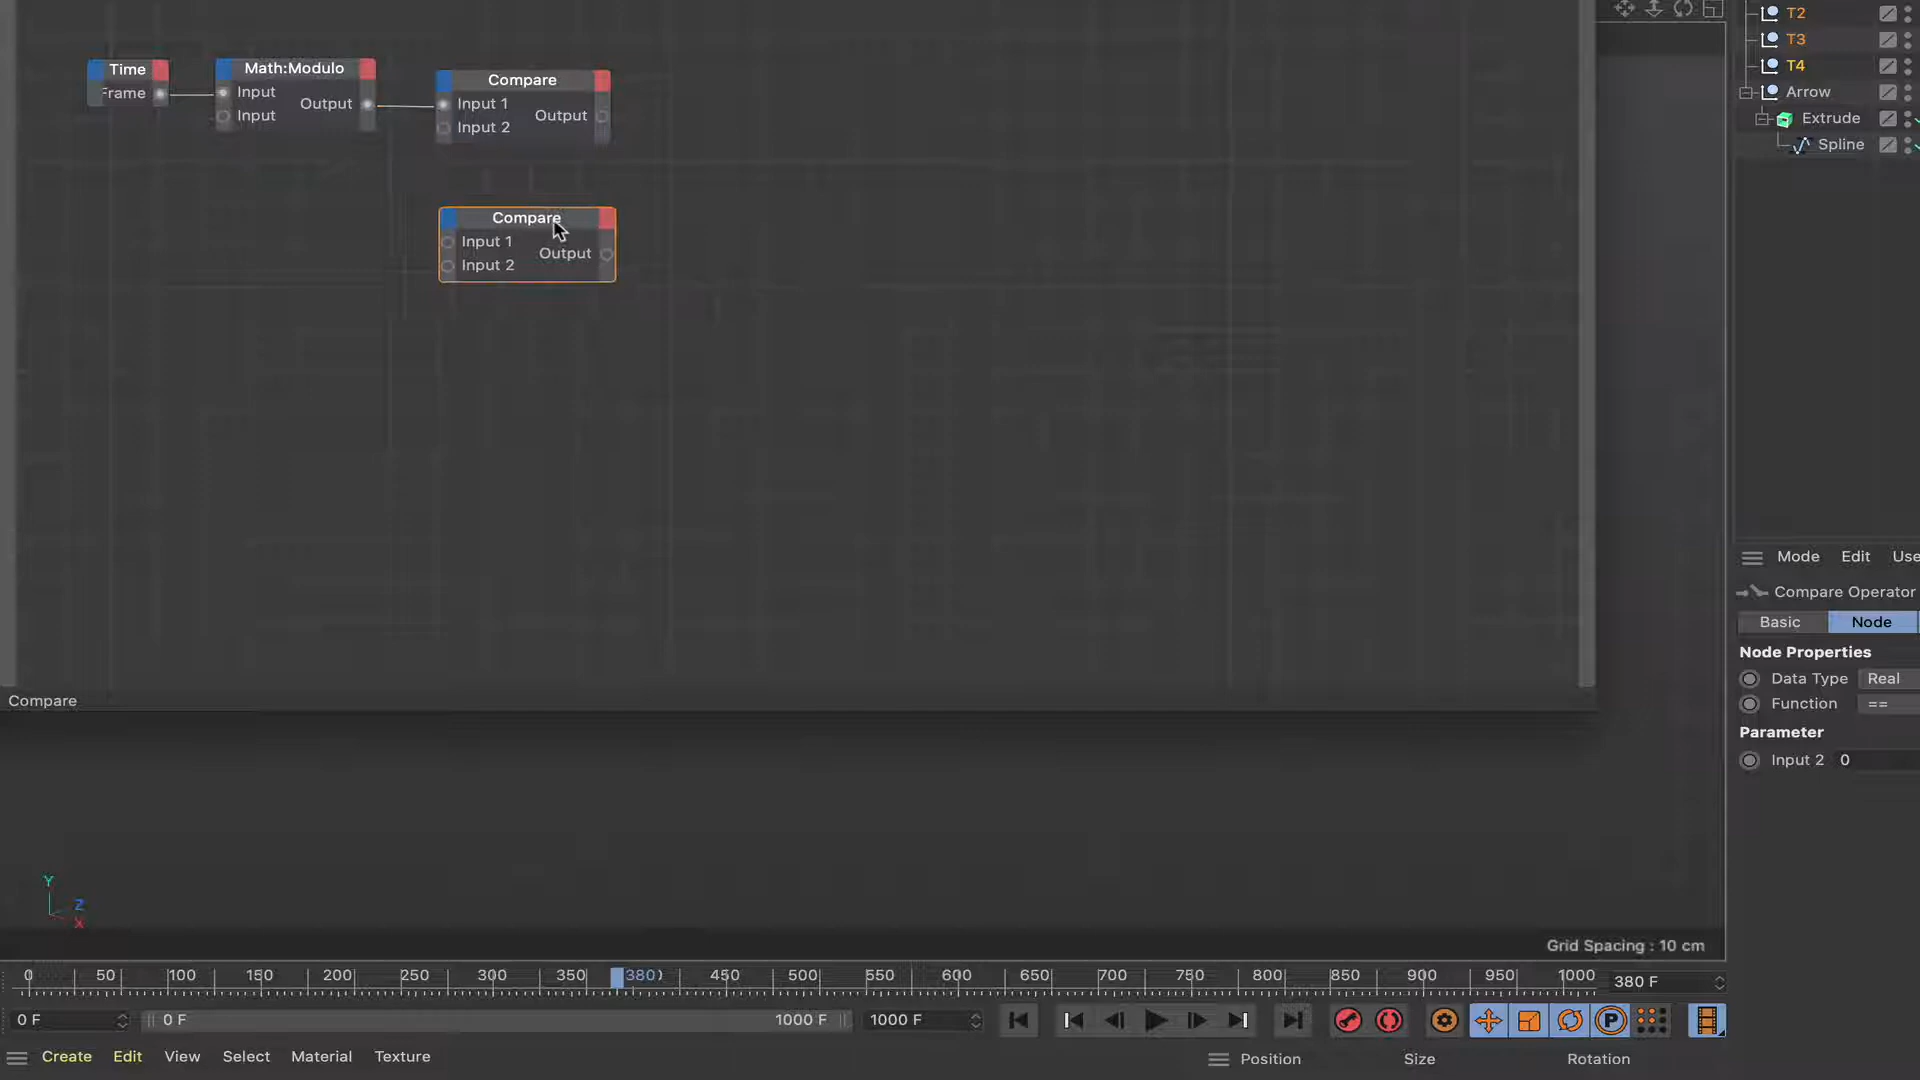 T2
T3
T4
Arrow
Extrude
Spline
Time
Frame
Math:Modulo
Input
Output
Input
Compare
Input 1
Output
Input 2
Compare
Input 1
Output
Input 2
Compare
Mode Edit Use
Compare Operator
Basic Node
Node Properties
Data Type Real
Function ==
Parameter
Input 2 0
Y
Z
X
Grid Spacing : 10 cm
0 50 100 150 200 250 300 350 380 450 500 550 600 650 700 750 800 850 900 950 1000 380 F
0 F 0 F 1000 F 1000 F
P
Create Edit View Select Material Texture
Position Size Rotation